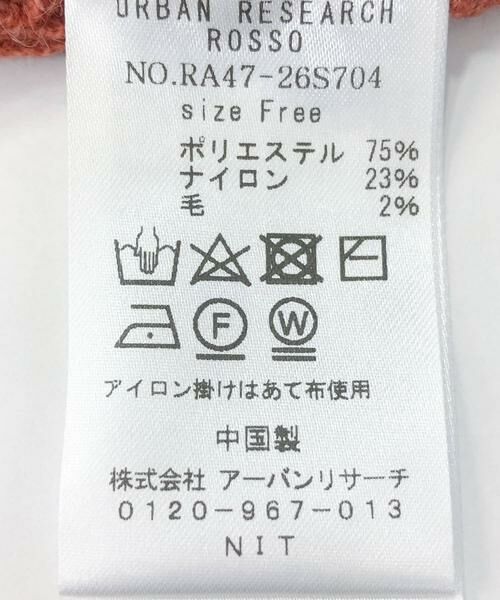 URBAN RESEARCH
ROSSO
NO.RA47-26S704
size Free
ポリエステル 75%
ナイロン 23%
毛 2%
F W
アイロン掛けはあて布使用
中国製
株式会社 アーバンリサーチ
0120-967-013
NIT